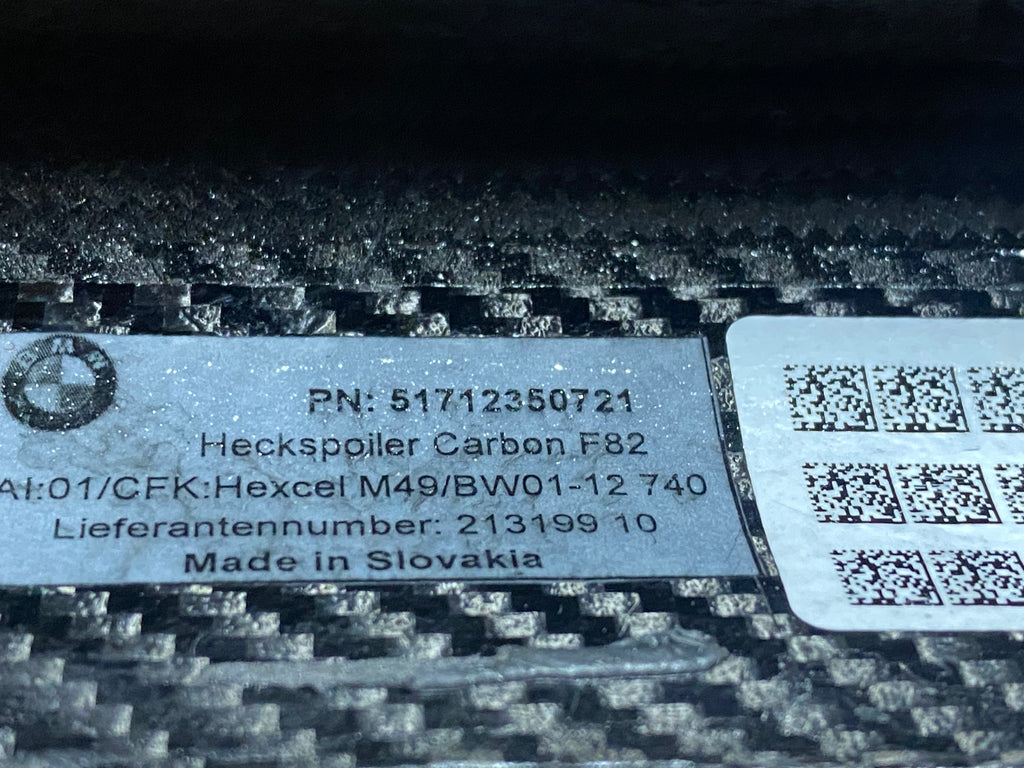 PN: 51712350721
Heckspoiler Carbon F82
AI:01/CFK:Hexcel M49/BW01-12 740
Lieferantennumber: 213199 10
Made in Slovakia